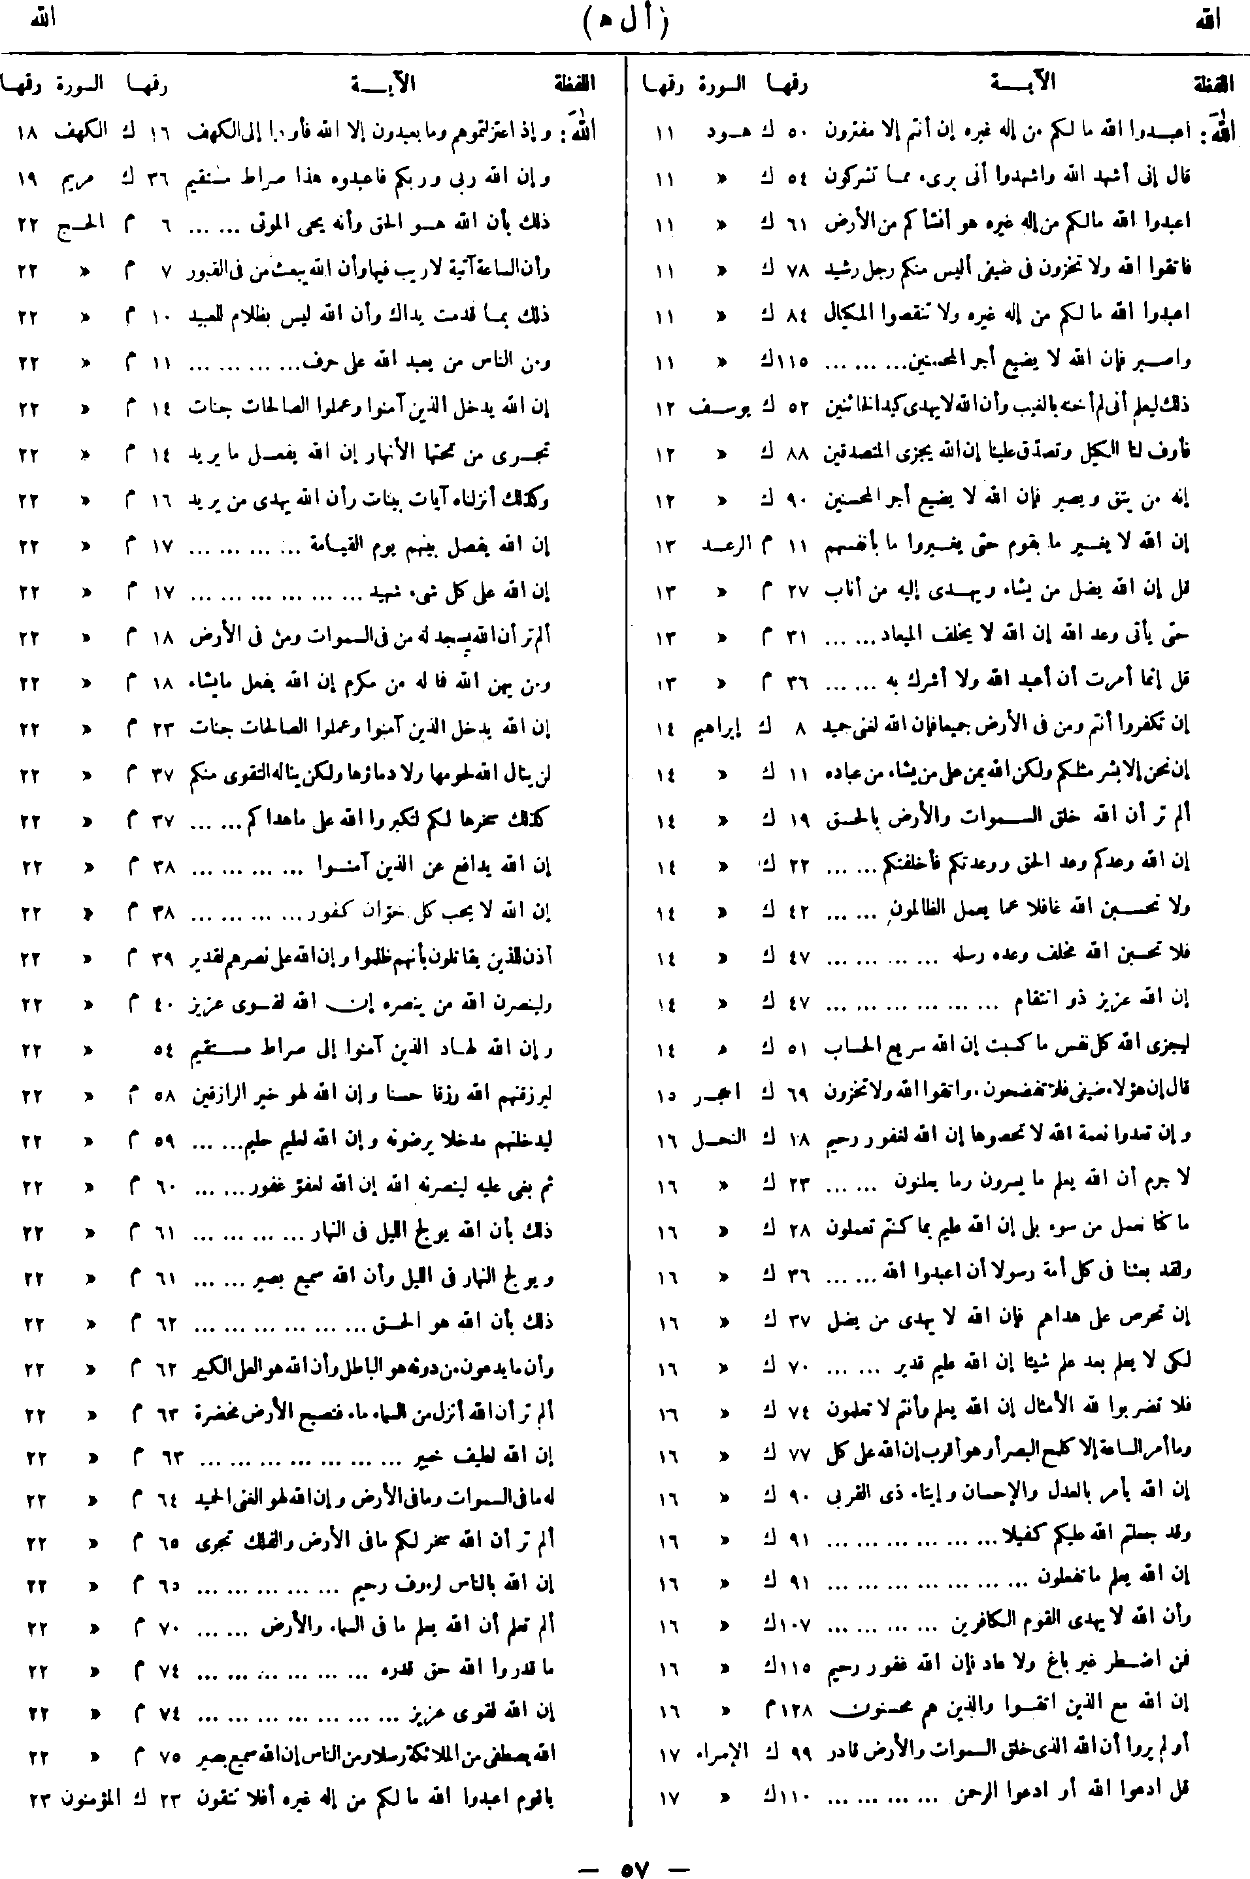 الله (أ ل ه) الله
اللفظة الآيـــة رقمها السورة رقمها
اللهَ: اعبـدوا الله ما لكم من إله غيره إن أنتم إلا مفترون ٥٠ ك هـود ١١
قال إنى أشهد الله واشهدوا أنى برىء ممـا تشركون ٥٤ ك » ١١
اعبدوا الله مالكم من إله غيره هو أنشأكم من الأرض ٦١ ك » ١١
فاتقوا الله ولا تخزون فى ضيفى أليس منكم رجل رشيد ٧٨ ك » ١١
اعبدوا الله ما لكم من إله غيره ولا تنقصوا المكيال ٨٤ ك » ١١
واصـبر فإن الله لا يضيع أجر المحسنين... ... ... ١١٥ك » ١١
ذلك ليعلم أنى لم أخنه بالغيب وأن الله لا يهدى كيد الخائنين ٥٢ ك يوسـف ١٢
فأوف لنا الكيل وتصدّق علينا إن الله يجزى المتصدقين ٨٨ ك » ١٢
إنه من يتق ويصبر فإن الله لا يضيع أجر المحسنين ٩٠ ك » ١٢
إن الله لا يغـير ما بقوم حتى يغـيروا ما بأنفسهم ١١ م الرعـد ١٣
قل إن الله يضل من يشاء ويهـدى إليه من أناب ٢٧ م » ١٣
حتى يأتى وعد الله إن الله لا يخلف الميعاد... ... ٣١ م » ١٣
قل إنما أمرت أن أعبد الله ولا أشرك به ... ... ٣٦ م » ١٣
إن تكفروا أنتم ومن فى الأرض جميعا فإن الله لغنى حميد ٨ ك إبراهيم ١٤
إن نحن إلا بشر مثلكم ولكن الله يمن على من يشاء من عباده ١١ ك » ١٤
ألم تر أن الله خلق السـموات والأرض بالحـق ١٩ ك » ١٤
إن الله وعدكم وعد الحق ووعدتكم فأخلفتكم... ... ٢٢ ك » ١٤
ولا تحسـبن الله غافلا عما يعمل الظالمون ... ... ٤٢ ك » ١٤
فلا تحسبن الله مخلف وعده رسله ... ... ... ... ٤٧ ك » ١٤
إن الله عزيز ذو انتقام ... ... ... ... ... ... ٤٧ ك » ١٤
ليجزى الله كل نفس ما كسبت إن الله سريع الحساب ٥١ ك » ١٤
قال إن هؤلاء ضيفى فلا تفضحون . واتقوا الله ولا تخزون ٦٩ ك الحجـر ١٥
وإن تعدوا نعمة الله لا تحصوها إن الله لغفور رحيم ١٨ ك النحـل ١٦
لا جرم أن الله يعلم ما يسرون وما يعلنون ... ... ٢٣ ك » ١٦
ما كنا نعمل من سوء بلى إن الله عليم بما كنتم تعملون ٢٨ ك » ١٦
ولقد بعثنا فى كل أمة رسولا أن اعبدوا الله ... ... ٣٦ ك » ١٦
إن تحرص على هداهم فإن الله لا يهدى من يضل ٣٧ ك » ١٦
لكى لا يعلم بعد علم شيئا إن الله عليم قدير ... ... ٧٠ ك » ١٦
فلا تضربوا لله الأمثال إن الله يعلم وأنتم لا تعلمون ٧٤ ك » ١٦
وما أمر الساعة إلا كلمح البصر أو هو أقرب إن الله على كل ٧٧ ك » ١٦
إن الله يأمر بالعدل والإحسان وإيتاء ذى القربى ٩٠ ك » ١٦
وقد جعلتم الله عليكم كفيلا... ... ... ... ... ... ٩١ ك » ١٦
إن الله يعلم ما تفعلون ... ... ... ... ... ... ... ٩١ ك » ١٦
وأن الله لا يهدى القوم الكافرين ... ... ... ... ١٠٧ك » ١٦
فمن اضـطر غير باغ ولا عاد فإن الله غفور رحيم ١١٥ك » ١٦
إن الله مع الذين اتقـوا والذين هم محسنون ١٢٨م » ١٦
أو لم يروا أن الله الذى خلق السموات والأرض قادر ٩٩ ك الإسراء ١٧
قل ادعوا الله أو ادعوا الرحمن ... ... ... ... ١١٠ك » ١٧
اللفظة الآيـــة رقمها السورة رقمها
اللهَ: وإذ اعتزلتموهم وما يعبدون إلا الله فأووا إلى الكهف ١٦ ك الكهف ١٨
وإن الله ربى وربكم فاعبدوه هذا صراط مستقيم ٣٦ ك مريم ١٩
ذلك بأن الله هـو الحق وأنه يحى الموتى ... ... ٦ م الحـج ٢٢
وأن الساعة آتية لا ريب فيها وأن الله يبعث من فى القبور ٧ م » ٢٢
ذلك بمـا قدمت يداك وأن الله ليس بظلام للعبيد ١٠ م » ٢٢
ومن الناس من يعبد الله على حرف... ... ... ... ١١ م » ٢٢
إن الله يدخل الذين آمنوا وعملوا الصالحات جنات ١٤ م » ٢٢
تجـرى من تحتها الأنهار إن الله يفعـل ما يريد ١٤ م » ٢٢
وكذلك أنزلناه آيات بينات وأن الله يهدى من يريد ١٦ م » ٢٢
إن الله يفصل بينهم يوم القيـامة ... ... ... ... ١٧ م » ٢٢
إن الله على كل شىء شهيد ... ... ... ... ... ... ١٧ م » ٢٢
ألم تر أن الله يسجد له من فى السموات ومن فى الأرض ١٨ م » ٢٢
ومن يهن الله فما له من مكرم إن الله يفعل ما يشاء ١٨ م » ٢٢
إن الله يدخل الذين آمنوا وعملوا الصالحات جنات ٢٣ م » ٢٢
لن ينال الله لحومها ولا دماؤها ولكن يناله التقوى منكم ٣٧ م » ٢٢
كذلك سخرها لكم لتكبروا الله على ما هداكم... ... ٣٧ م » ٢٢
إن الله يدافع عن الذين آمنـوا ... ... ... ... ٣٨ م » ٢٢
إن الله لا يحب كل خوّان كفور... ... ... ... ٣٨ م » ٢٢
أذن للذين يقاتلون بأنهم ظلموا وإن الله على نصرهم لقدير ٣٩ م » ٢٢
ولينصرن الله من ينصره إن الله لقـوى عزيز ٤٠ م » ٢٢
وإن الله لهـاد الذين آمنوا إلى صراط مسـتقيم ٥٤ » ٢٢
ليرزقنهم الله رزقا حسنا وإن الله لهو خير الرازقين ٥٨ م » ٢٢
ليدخلنهم مدخلا يرضونه وإن الله لعليم حليم... ... ٥٩ م » ٢٢
ثم بغى عليه لينصرنه الله إن الله لعفوّ غفور... ... ٦٠ م » ٢٢
ذلك بأن الله يولج الليل فى النهار ... ... ... ... ٦١ م » ٢٢
ويولج النهار فى الليل وأن الله سميع بصير ... ... ٦١ م » ٢٢
ذلك بأن الله هو الحـق... ... ... ... ... ... ٦٢ م » ٢٢
وأن ما يدعون من دونه هو الباطل وأن الله هو العلى الكبير ٦٢ م » ٢٢
ألم تر أن الله أنزل من السماء ماء فتصبح الأرض مخضرة ٦٣ م » ٢٢
إن الله لطيف خبير ... ... ... ... ... ... ... ٦٣ م » ٢٢
له ما فى السموات وما فى الأرض وإن الله لهو الغنى الحميد ٦٤ م » ٢٢
ألم تر أن الله سخر لكم ما فى الأرض والفلك تجرى ٦٥ م » ٢٢
إن الله بالناس لرءوف رحيم ... ... ... ... ... ٦٥ م » ٢٢
ألم تعلم أن الله يعلم ما فى السماء والأرض ... ... ٧٠ م » ٢٢
ما قدروا الله حق قدره ... ... ... ... ... ... ٧٤ م » ٢٢
إن الله لقوى عزيز ... ... ... ... ... ... ... ٧٤ م » ٢٢
الله يصطفى من الملائكة رسلا ومن الناس إن الله سميع بصير ٧٥ م » ٢٢
ياقوم اعبدوا الله ما لكم من إله غيره أفلا تتقون ٢٣ ك المؤمنون ٢٣
— ٥٧ —